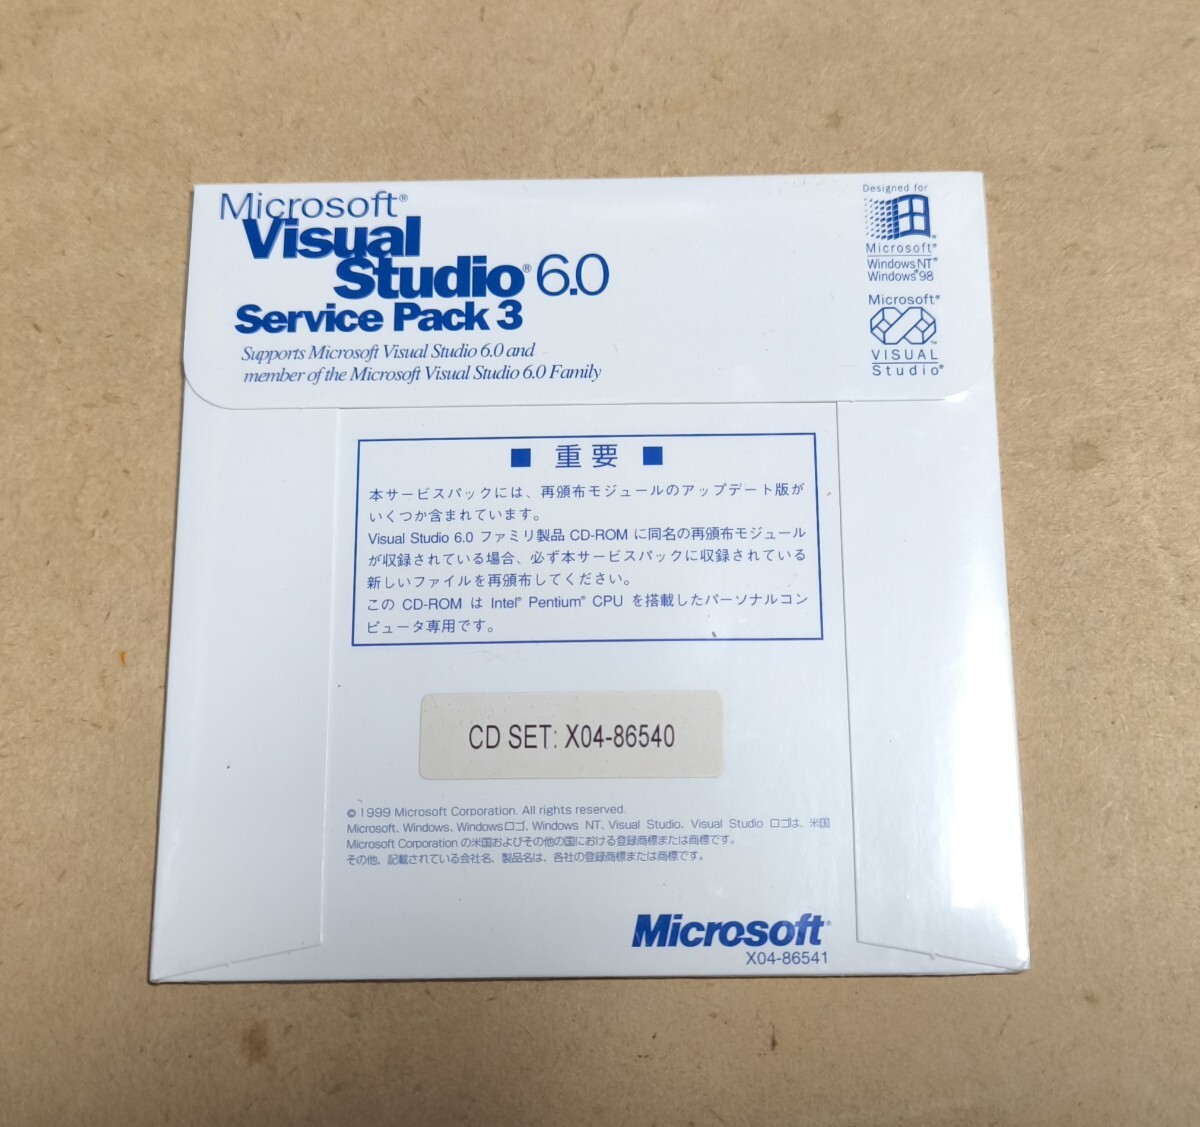 Microsoft®
Visual
Studio® 6.0
Service Pack 3
Supports Microsoft Visual Studio 6.0 and
member of the Microsoft Visual Studio 6.0 Family
Designed for
Microsoft®
Windows NT®
Windows®98
Microsoft®
VISUAL
Studio®
■ 重要 ■
本サービスパックには、再頒布モジュールのアップデート版が
いくつか含まれています。
Visual Studio 6.0 ファミリ製品 CD-ROM に同名の再頒布モジュール
が収録されている場合、必ず本サービスパックに収録されている
新しいファイルを再頒布してください。
この CD-ROM は Intel® Pentium® CPU を搭載したパーソナルコン
ピュータ専用です。
CD SET: X04-86540
© 1999 Microsoft Corporation. All rights reserved.
Microsoft、Windows、Windowsロゴ、Windows NT、Visual Studio、Visual Studio ロゴは、米国
Microsoft Corporation の米国およびその他の国における登録商標または商標です。
その他、記載されている会社名、製品名は、各社の登録商標または商標です。
Microsoft®
X04-86541